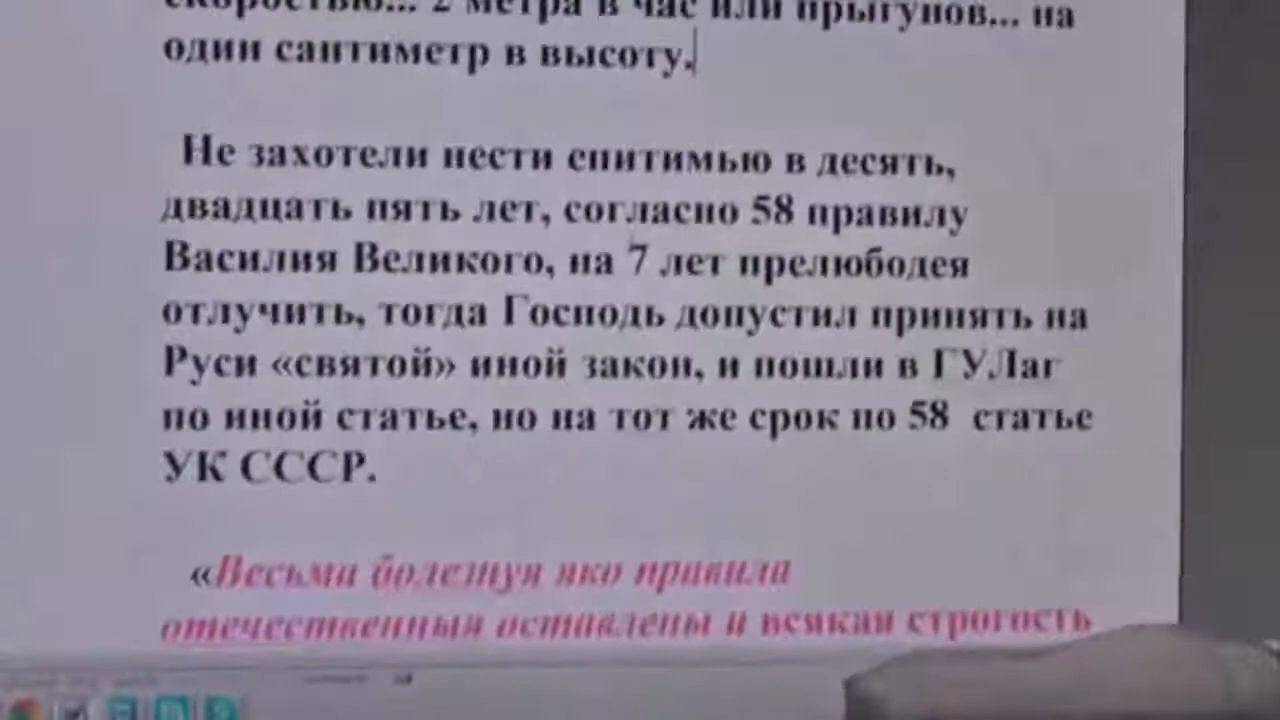 скоростью... 2 метра в час или прыгунов... на
один сантиметр в высоту.
Не захотели нести епитимью в десять,
двадцать пять лет, согласно 58 правилу
Василия Великого, на 7 лет прелюбодея
отлучить, тогда Господь допустил принять на
Руси «святой» иной закон, и пошли в ГУЛаг
по иной статье, но на тот же срок по 58 статье
УК СССР.
«Весьма болезнуя яко правила
отечественныя оставлены и всякая строгость